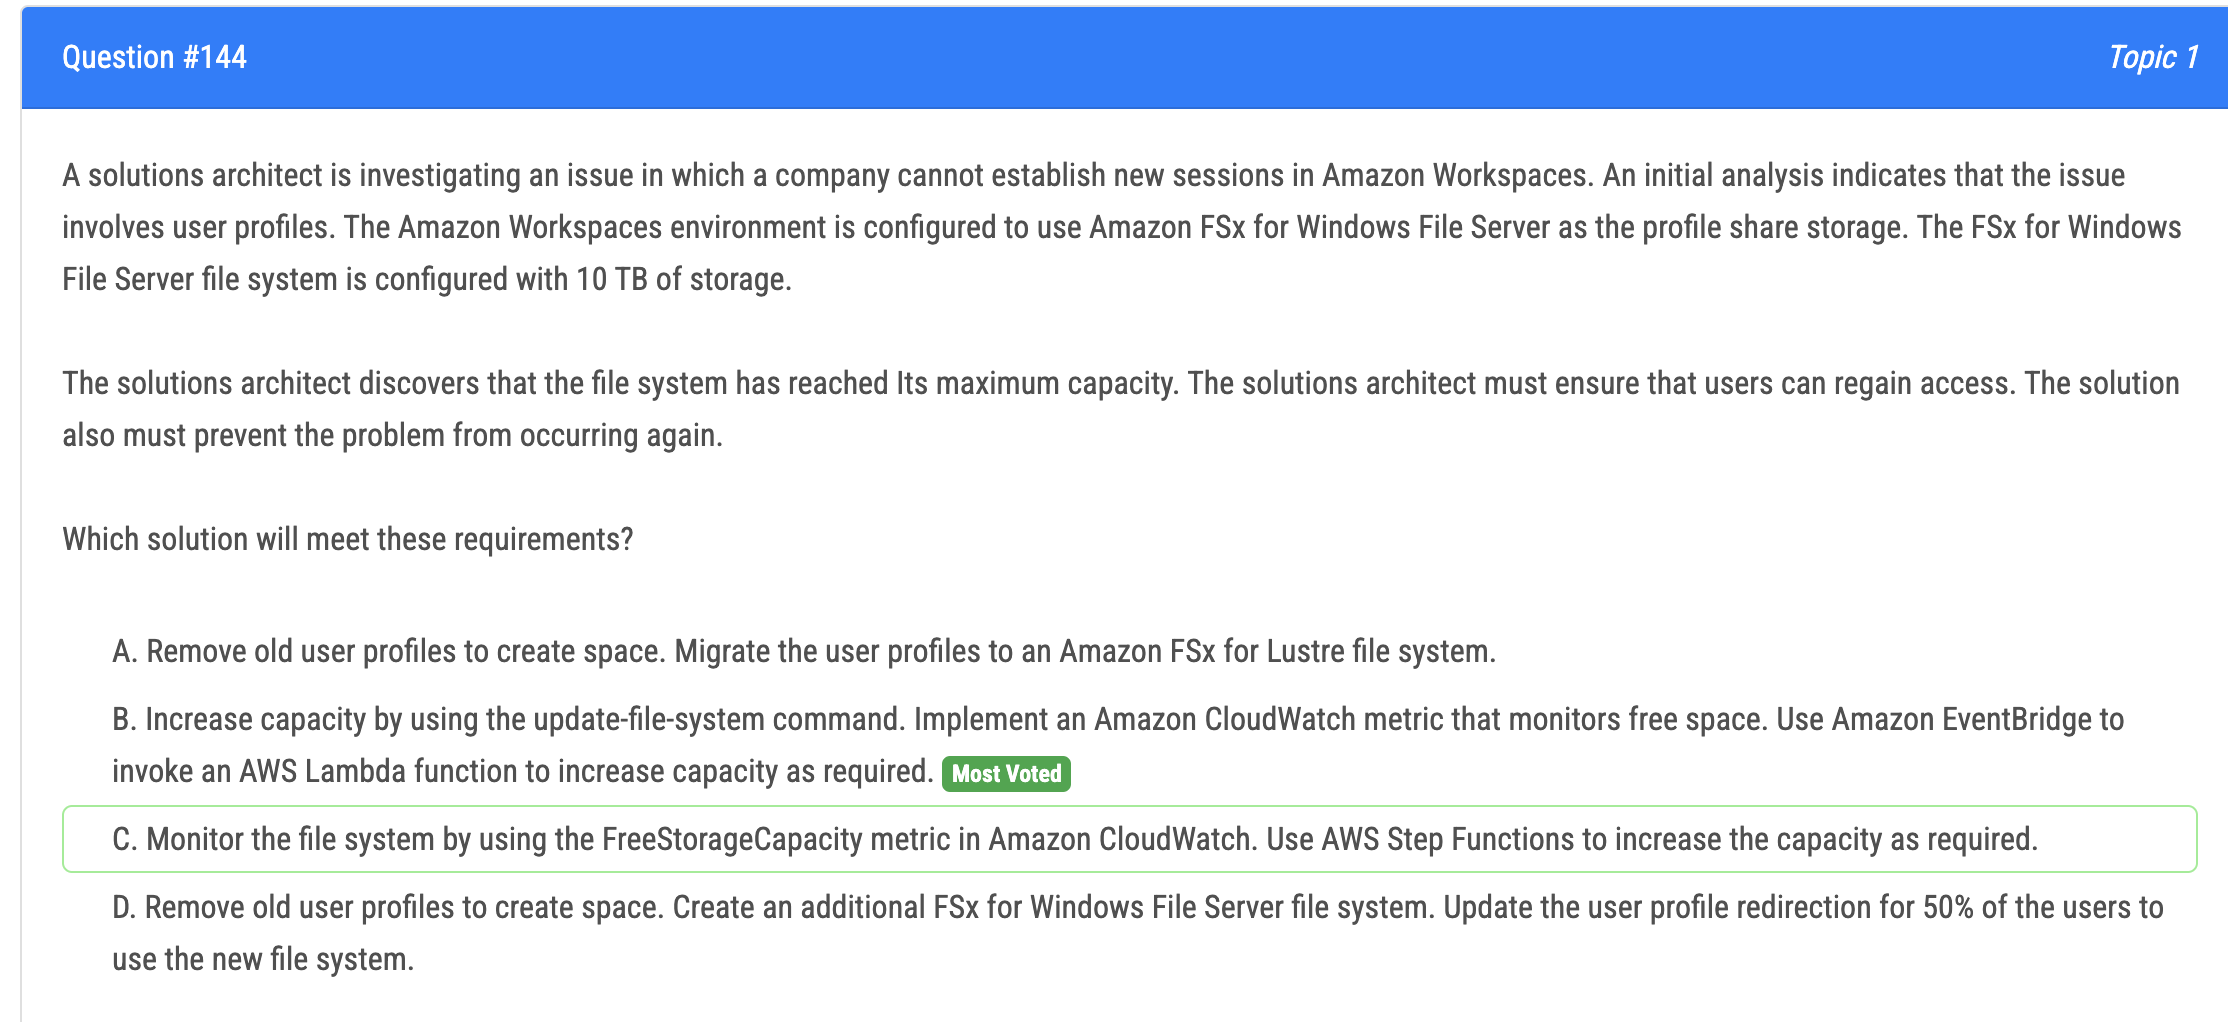 Question #144
Topic 1
A solutions architect is investigating an issue in which a company cannot establish new sessions in Amazon Workspaces. An initial analysis indicates that the issue
involves user profiles. The Amazon Workspaces environment is configured to use Amazon FSx for Windows File Server as the profile share storage. The FSx for Windows
File Server file system is configured with 10 TB of storage.
The solutions architect discovers that the file system has reached Its maximum capacity. The solutions architect must ensure that users can regain access. The solution
also must prevent the problem from occurring again.
Which solution will meet these requirements?
A. Remove old user profiles to create space. Migrate the user profiles to an Amazon FSx for Lustre file system.
B. Increase capacity by using the update-file-system command. Implement an Amazon CloudWatch metric that monitors free space. Use Amazon EventBridge to
invoke an AWS Lambda function to increase capacity as required. Most Voted
C. Monitor the file system by using the FreeStorageCapacity metric in Amazon CloudWatch. Use AWS Step Functions to increase the capacity as required.
D. Remove old user profiles to create space. Create an additional FSx for Windows File Server file system. Update the user profile redirection for 50% of the users to
use the new file system.